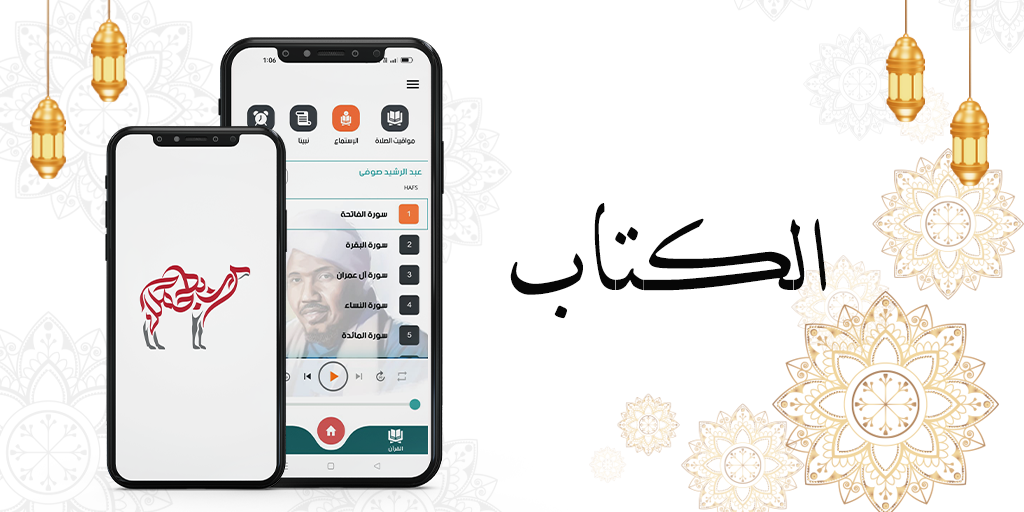 الكتاب
1:06
مواقيت الصلاة
الإستماع
نبينا
عبد الرشيد صوفي
HAFS
1 سورة الفاتحة
2 سورة البقرة
3 سورة آل عمران
4 سورة النساء
5 سورة المائدة
القرآن